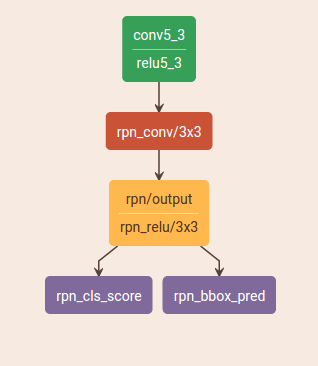 conv5_3
relu5_3
rpn_conv/3x3
rpn/output
rpn_relu/3x3
rpn_cls_score
rpn_bbox_pred